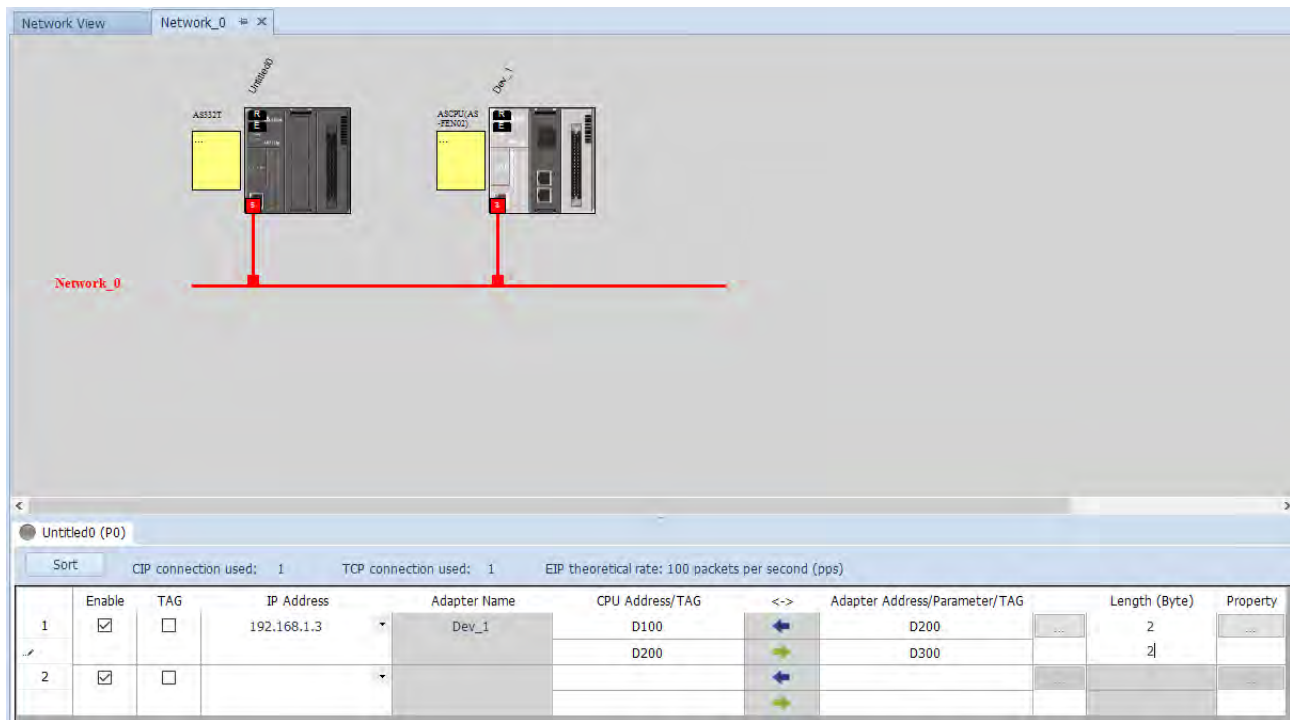 Network View Network_0
Untitled0
Dev_1
AS332T
ASCPU(AS
-FEN02)
...
...
R
E
R
E
S
S
Network_0
Untitled0 (P0)
Sort CIP connection used: 1 TCP connection used: 1 EIP theoretical rate: 100 packets per second (pps)
Enable TAG IP Address Adapter Name CPU Address/TAG <-> Adapter Address/Parameter/TAG Length (Byte) Property
1 192.168.1.3 Dev_1 D100 D200 ... 2 ...
D200 D300 2
2 ... ...